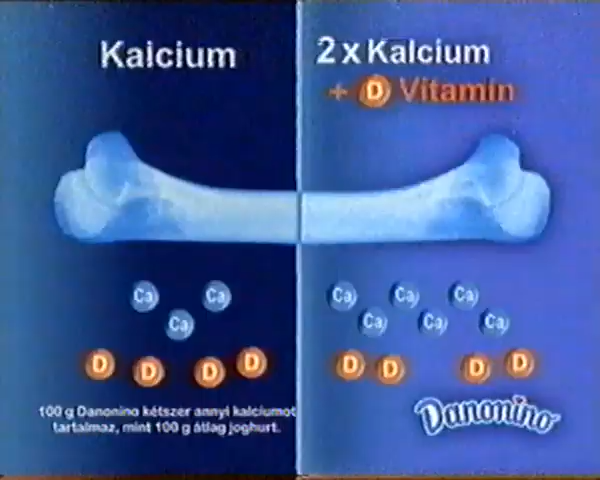 Kalcium
2 x Kalcium
+ D Vitamin
Ca Ca
Ca
D D D D
Ca Ca Ca
Ca Ca Ca
D D D D
100 g Danonino kétszer annyi kalciumot
tartalmaz, mint 100 g átlag joghurt.
Danonino